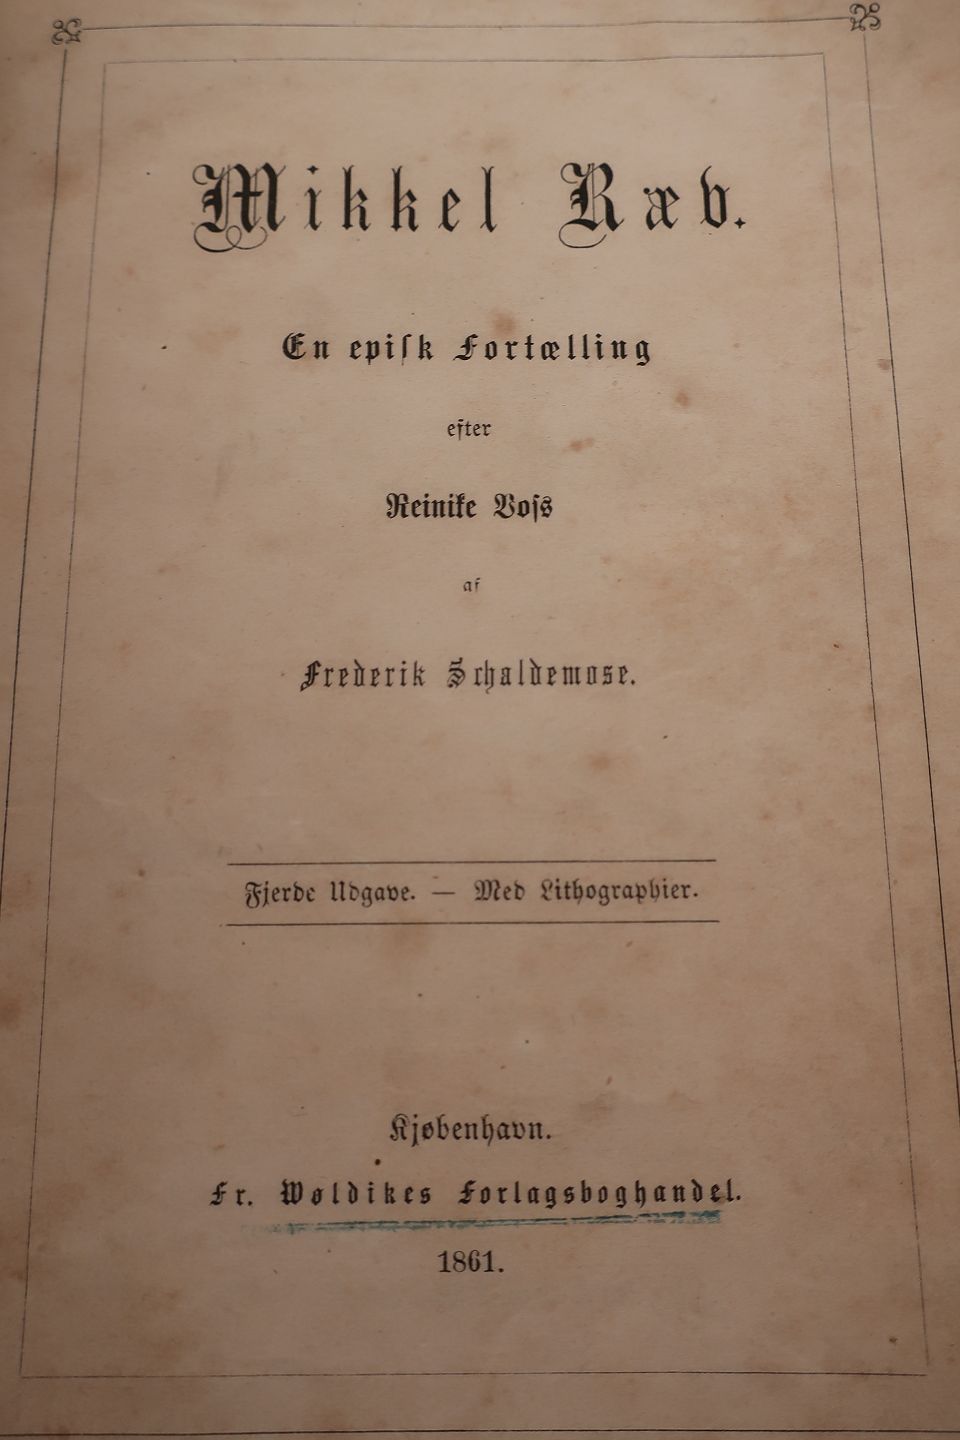 Mikkel Ræv.
En epiſk Fortælling
efter
Reinike Voſs
af
Frederik Schaldemose.
Fjerde Udgave. — Med Lithographier.
Kjøbenhavn.
Fr. Wøldikes Forlagsboghandel.
1861.